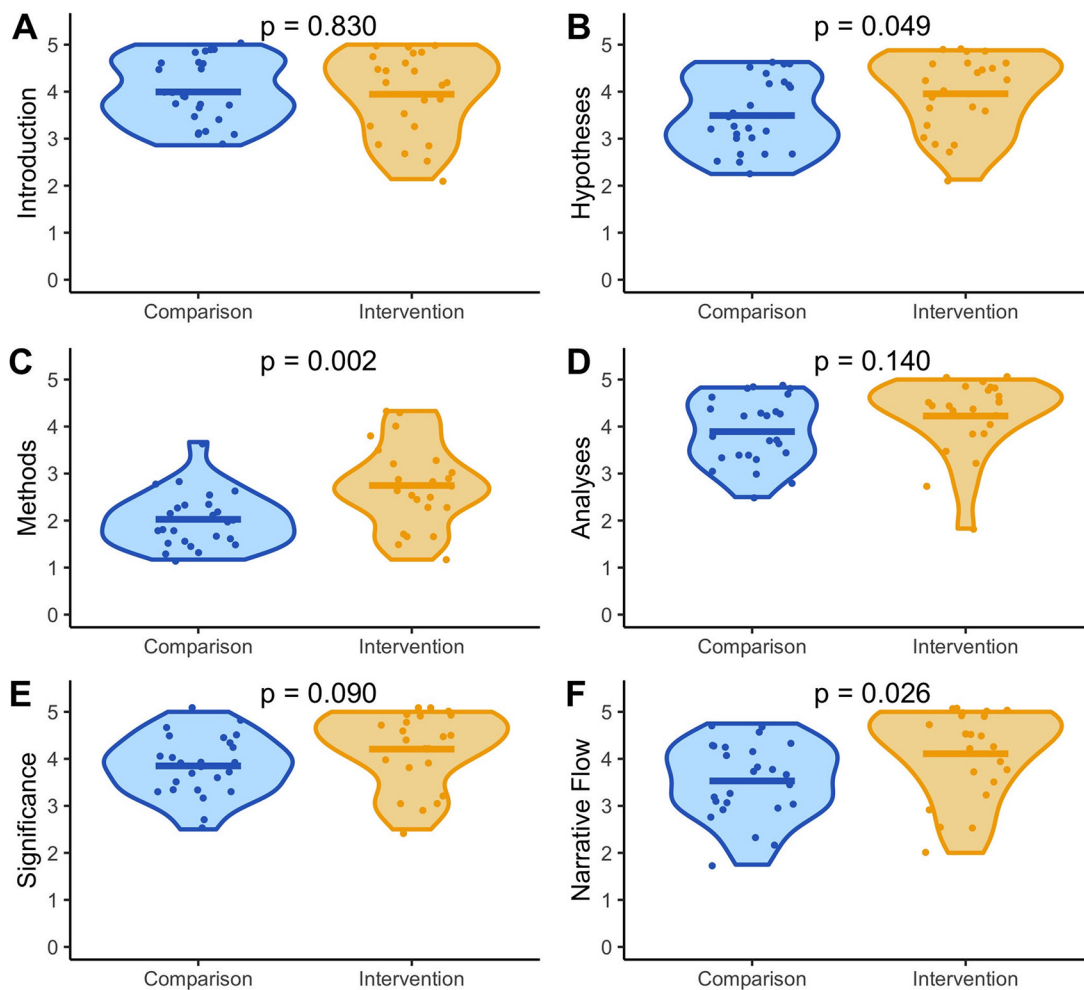 A
p = 0.830
Introduction
5
4
3
2
1
0
Comparison
Intervention
B
p = 0.049
Hypotheses
5
4
3
2
1
0
Comparison
Intervention
C
p = 0.002
Methods
5
4
3
2
1
0
Comparison
Intervention
D
p = 0.140
Analyses
5
4
3
2
1
0
Comparison
Intervention
E
p = 0.090
Significance
5
4
3
2
1
0
Comparison
Intervention
F
p = 0.026
Narrative Flow
5
4
3
2
1
0
Comparison
Intervention